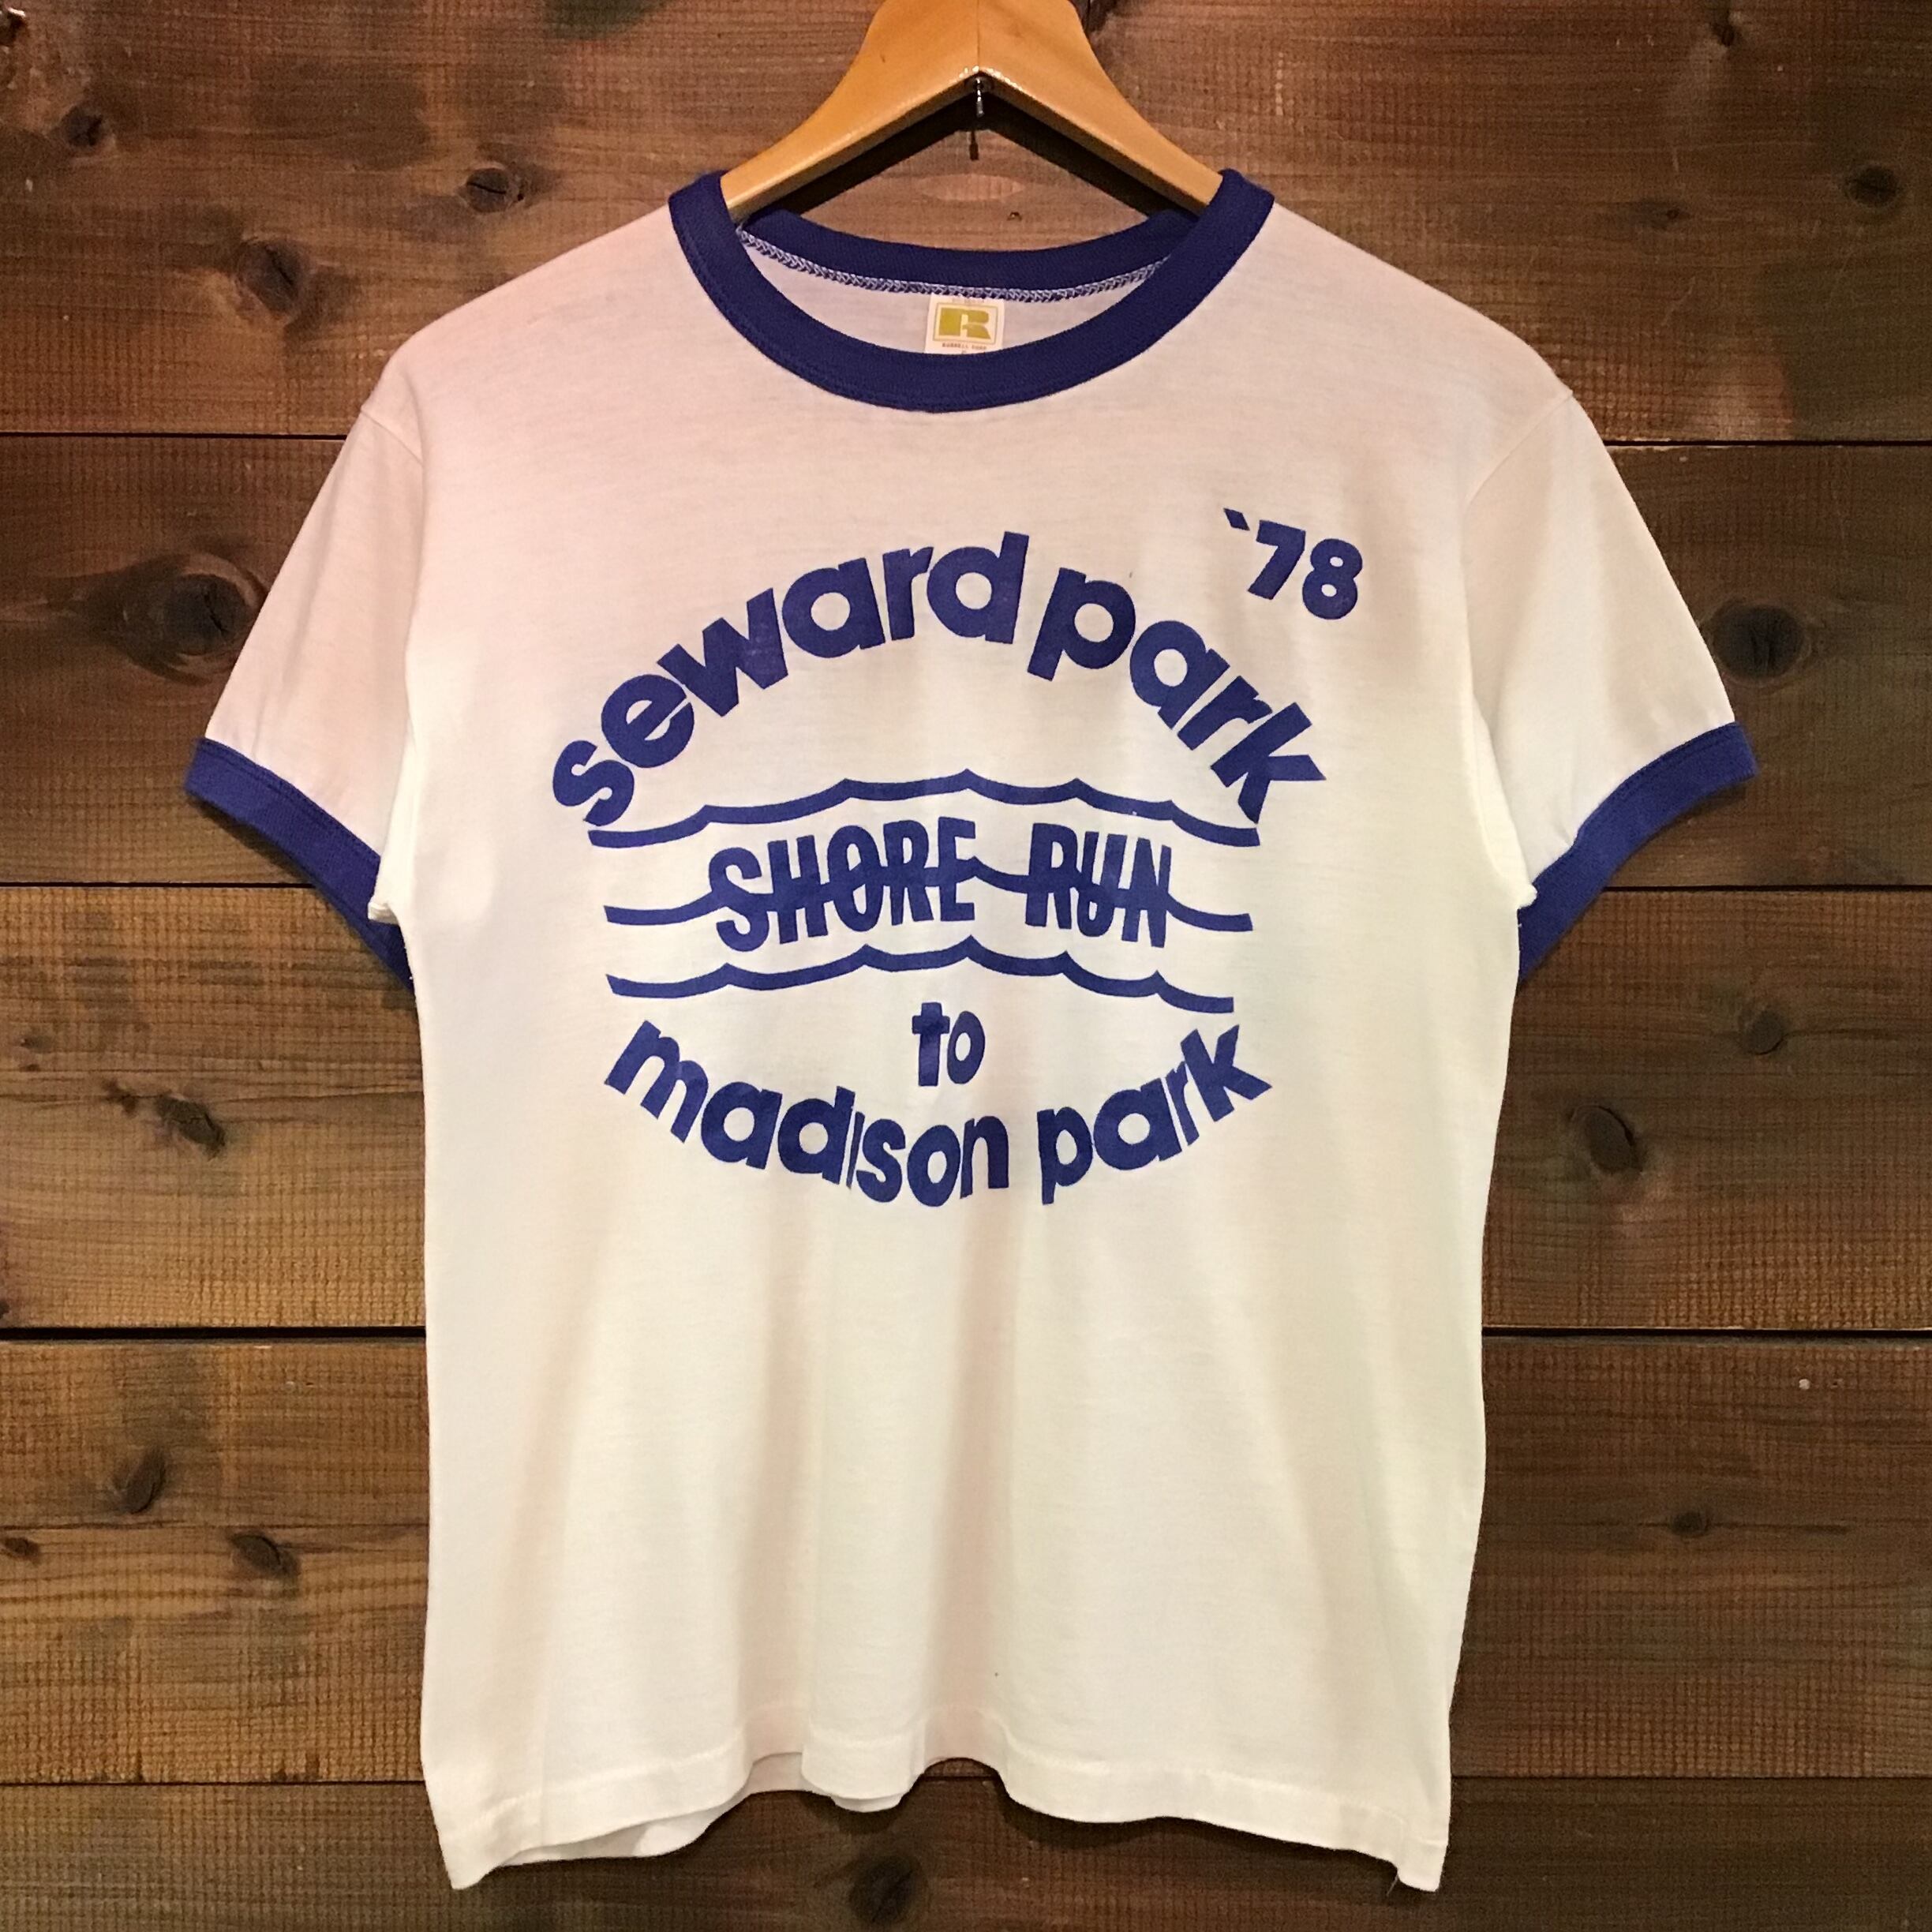 R
`78
seward park
SHORE RUN
to
madison park